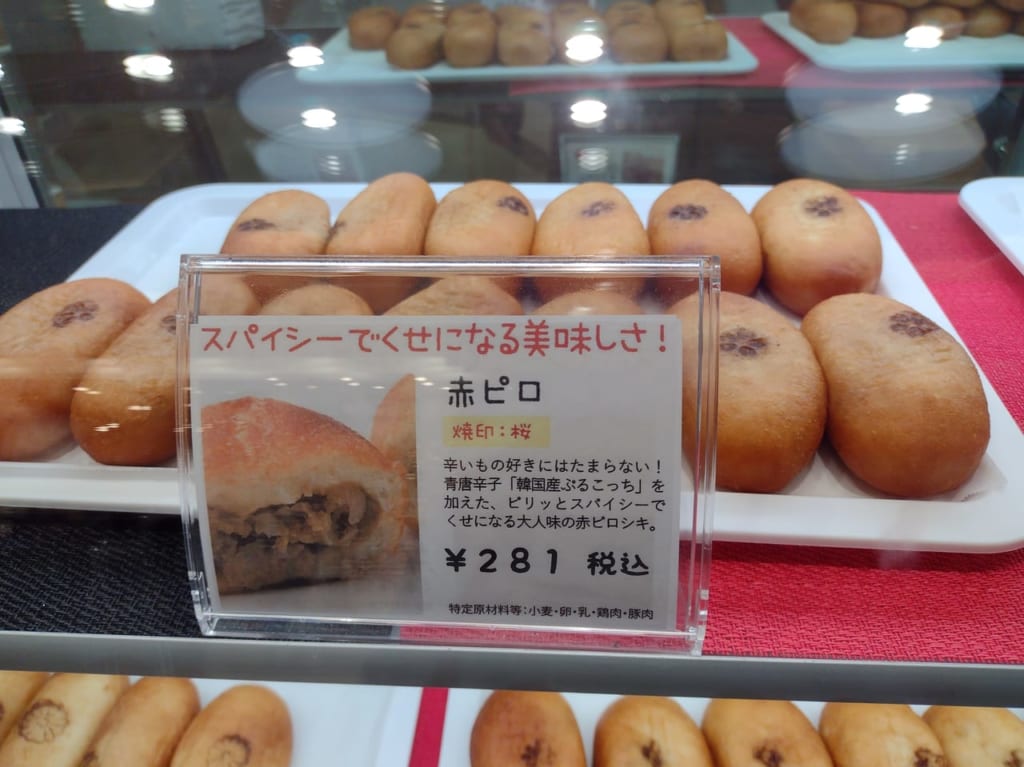 スパイシーでくせになる美味しさ！
赤ピロ
焼印：桜
辛いもの好きにはたまらない！
青唐辛子「韓国産ぷるこっち」を
加えた、ピリッとスパイシーで
くせになる大人味の赤ピロシキ。
￥２８１ 税込
特定原材料等：小麦・卵・乳・鶏肉・豚肉